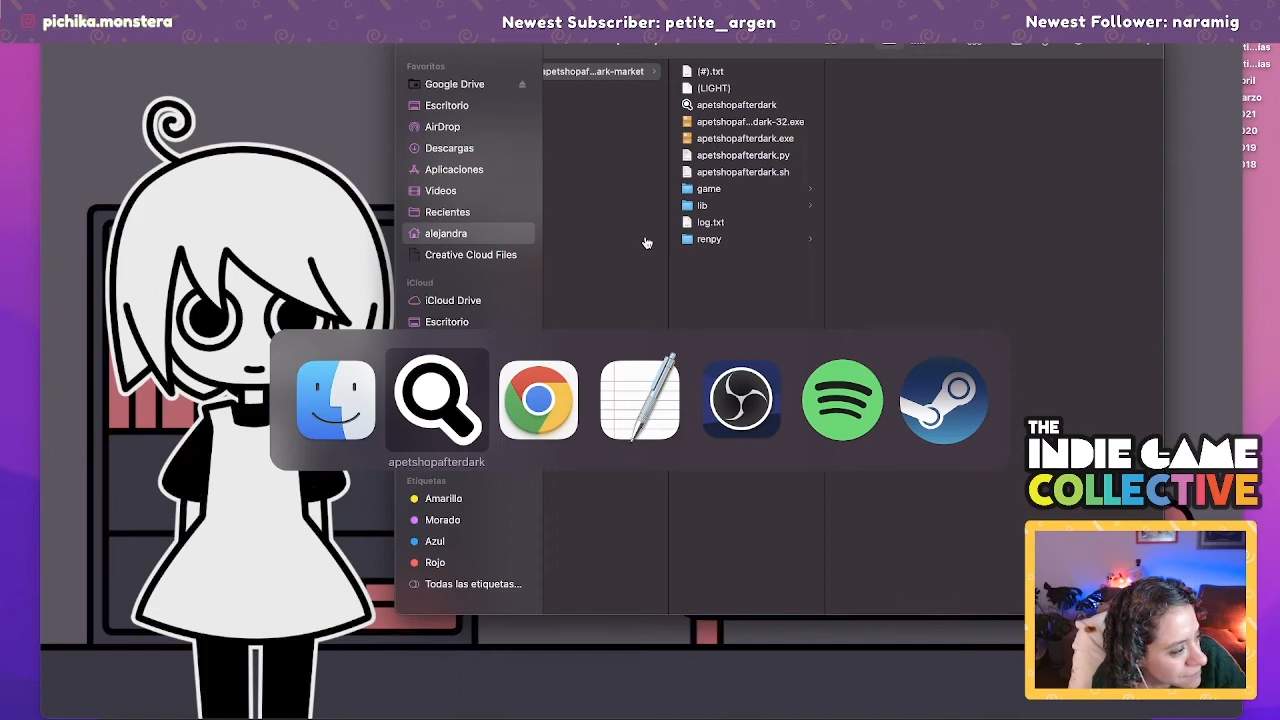 pichika.monstera
Newest Subscriber: petite_argen
Newest Follower: naramig
Favoritos
Google Drive
Escritorio
AirDrop
Descargas
Aplicaciones
Vídeos
Recientes
alejandra
Creative Cloud Files
iCloud
iCloud Drive
Escritorio
Etiquetas
Amarillo
Morado
Azul
Rojo
Todas las etiquetas...
apetshopaf...ark-market
(#).txt
(LIGHT)
apetshopafterdark
apetshopaf...dark-32.exe
apetshopafterdark.exe
apetshopafterdark.py
apetshopafterdark.sh
game
lib
log.txt
renpy
apetshopafterdark
THE
INDIE GAME
COLLECTIVE